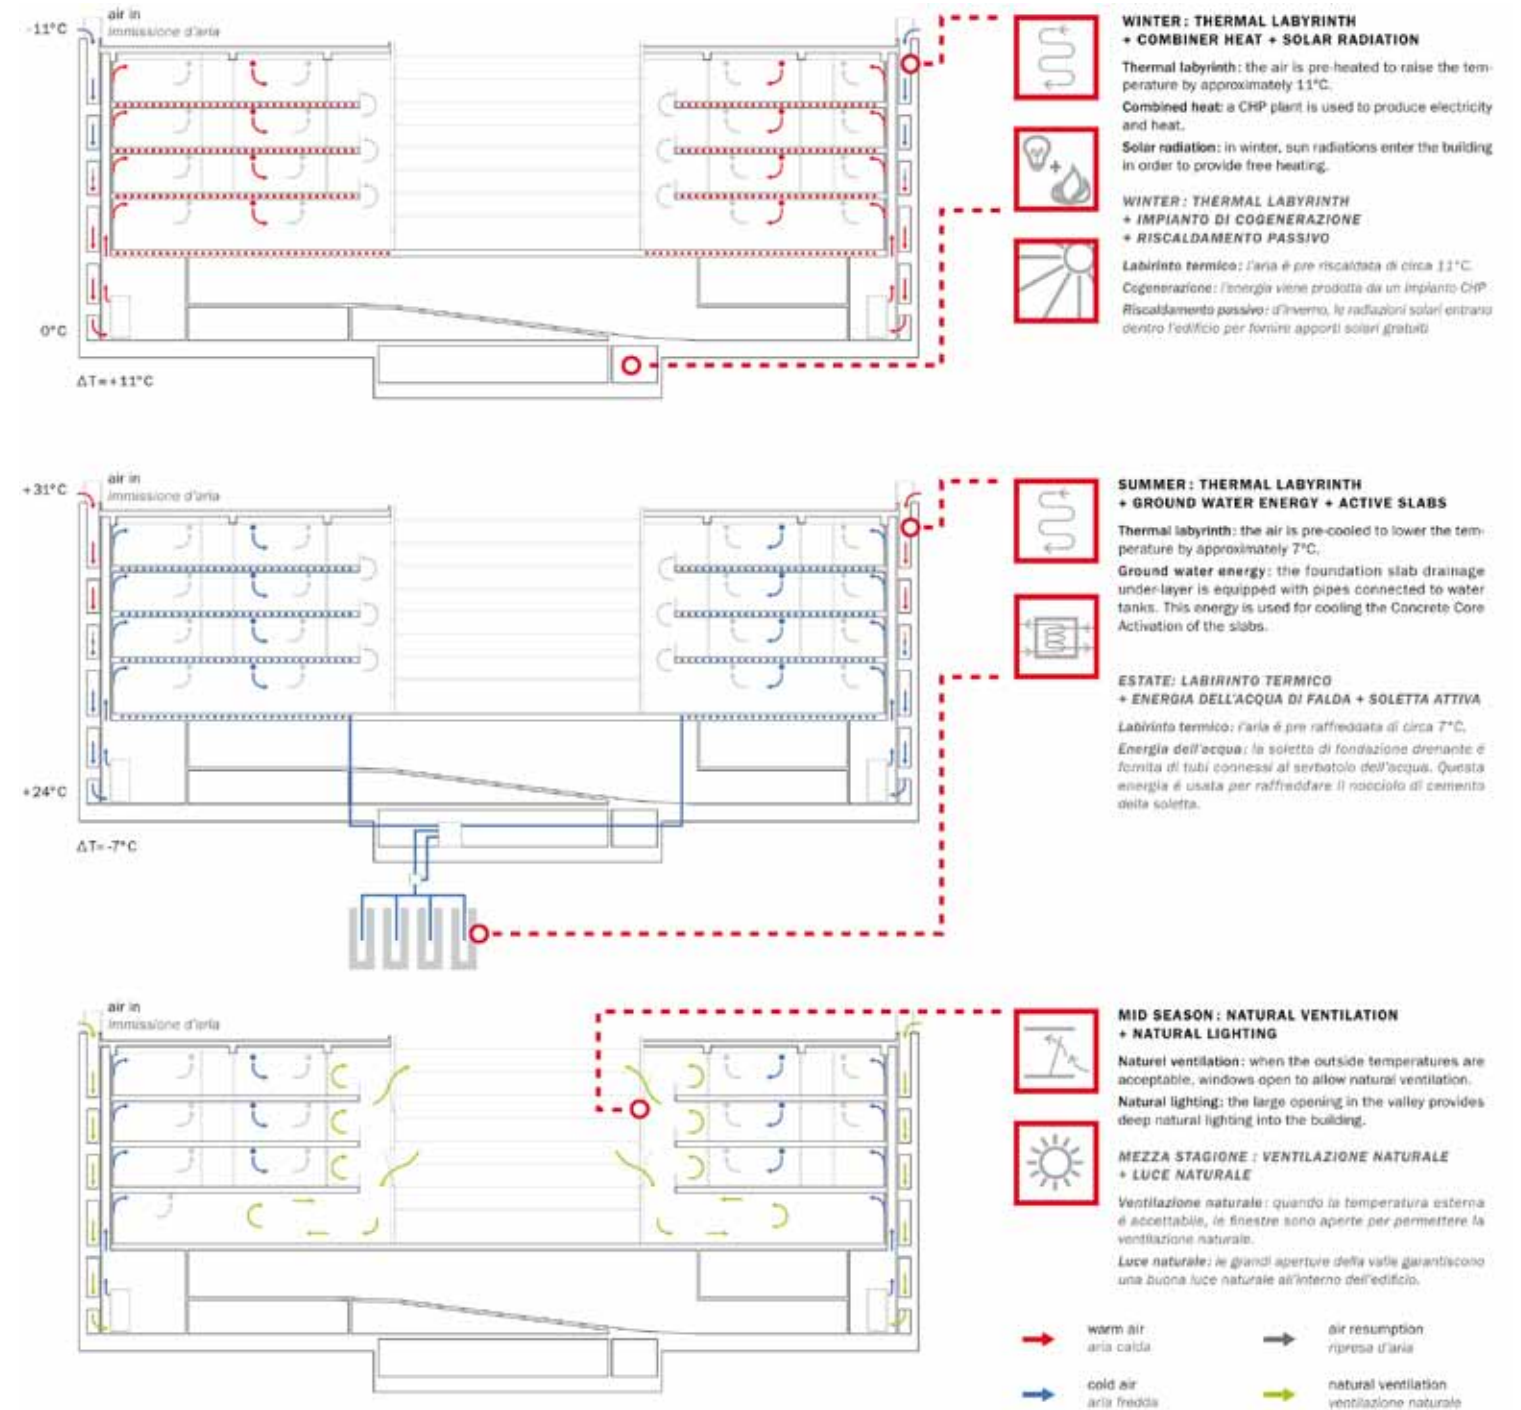 -11°C
air in
immissione d'aria
0°C
ΔT=+11°C
WINTER: THERMAL LABYRINTH
+ COMBINER HEAT + SOLAR RADIATION
Thermal labyrinth: the air is pre-heated to raise the tem-
perature by approximately 11°C.
Combined heat: a CHP plant is used to produce electricity
and heat.
Solar radiation: in winter, sun radiations enter the building
in order to provide free heating.
WINTER: THERMAL LABYRINTH
+ IMPIANTO DI COGENERAZIONE
+ RISCALDAMENTO PASSIVO
Labirinto termico: l'aria é pre riscaldata di circa 11°C.
Cogenerazione: l'energia viene prodotta da un impianto CHP
Riscaldamento passivo: d'inverno, le radiazioni solari entrano
dentro l'edificio per fornire apporti solari gratuiti
+31°C
air in
immissione d'aria
+24°C
ΔT= -7°C
SUMMER: THERMAL LABYRINTH
+ GROUND WATER ENERGY + ACTIVE SLABS
Thermal labyrinth: the air is pre-cooled to lower the tem-
perature by approximately 7°C.
Ground water energy: the foundation slab drainage
under-layer is equipped with pipes connected to water
tanks. This energy is used for cooling the Concrete Core
Activation of the slabs.
ESTATE: LABIRINTO TERMICO
+ ENERGIA DELL'ACQUA DI FALDA + SOLETTA ATTIVA
Labirinto termico: l'aria é pre raffreddata di circa 7°C.
Energia dell'acqua: la soletta di fondazione drenante é
fornita di tubi connessi al serbatoio dell'acqua. Questa
energia é usata per raffreddare il nocciolo di cemento
della soletta.
air in
immissione d'aria
MID SEASON: NATURAL VENTILATION
+ NATURAL LIGHTING
Naturel ventilation: when the outside temperatures are
acceptable, windows open to allow natural ventilation.
Natural lighting: the large opening in the valley provides
deep natural lighting into the building.
MEZZA STAGIONE: VENTILAZIONE NATURALE
+ LUCE NATURALE
Ventilazione naturale: quando la temperatura esterna
é accettabile, le finestre sono aperte per permettere la
ventilazione naturale.
Luce naturale: le grandi aperture della valle garantiscono
una buona luce naturale all'interno dell'edificio.
warm air
aria calda
air resumption
ripresa d'aria
cold air
aria fredda
natural ventilation
ventilazione naturale